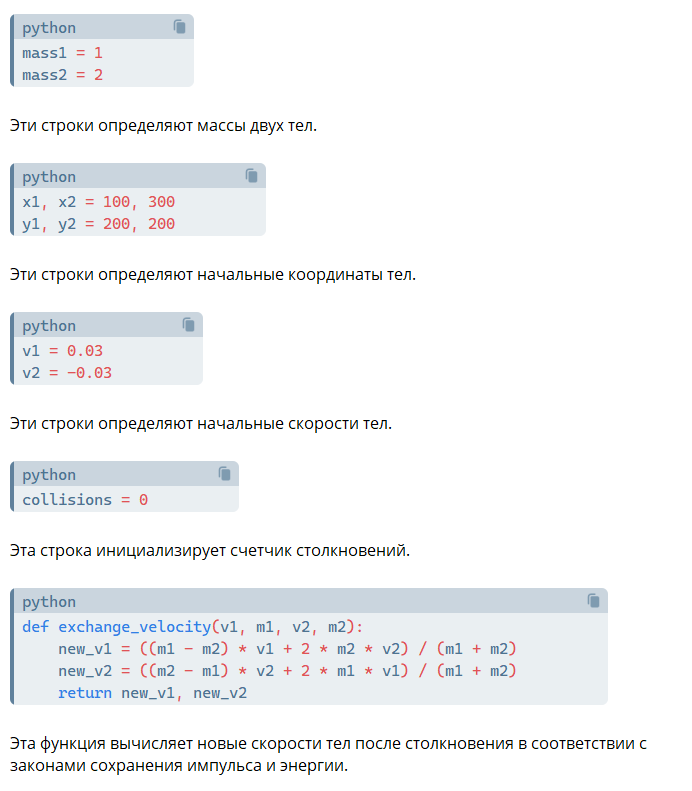 python
mass1 = 1
mass2 = 2
Эти строки определяют массы двух тел.
python
x1, x2 = 100, 300
y1, y2 = 200, 200
Эти строки определяют начальные координаты тел.
python
v1 = 0.03
v2 = -0.03
Эти строки определяют начальные скорости тел.
python
collisions = 0
Эта строка инициализирует счетчик столкновений.
python
def exchange_velocity(v1, m1, v2, m2):
    new_v1 = ((m1 - m2) * v1 + 2 * m2 * v2) / (m1 + m2)
    new_v2 = ((m2 - m1) * v2 + 2 * m1 * v1) / (m1 + m2)
    return new_v1, new_v2
Эта функция вычисляет новые скорости тел после столкновения в соответствии с
законами сохранения импульса и энергии.